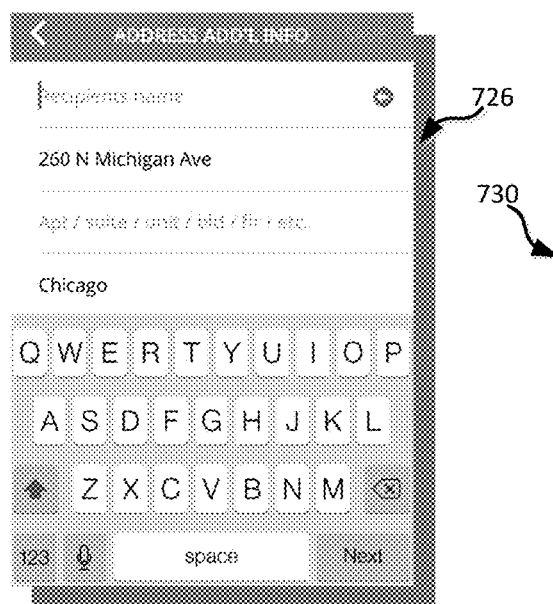 ADDRESS ADD'L INFO
Recipients name
726
260 N Michigan Ave
730
Apt / suite / unit / bld / flr / etc.
Chicago
Q W E R T Y U I O P
A S D F G H J K L
Z X C V B N M
123 space Next